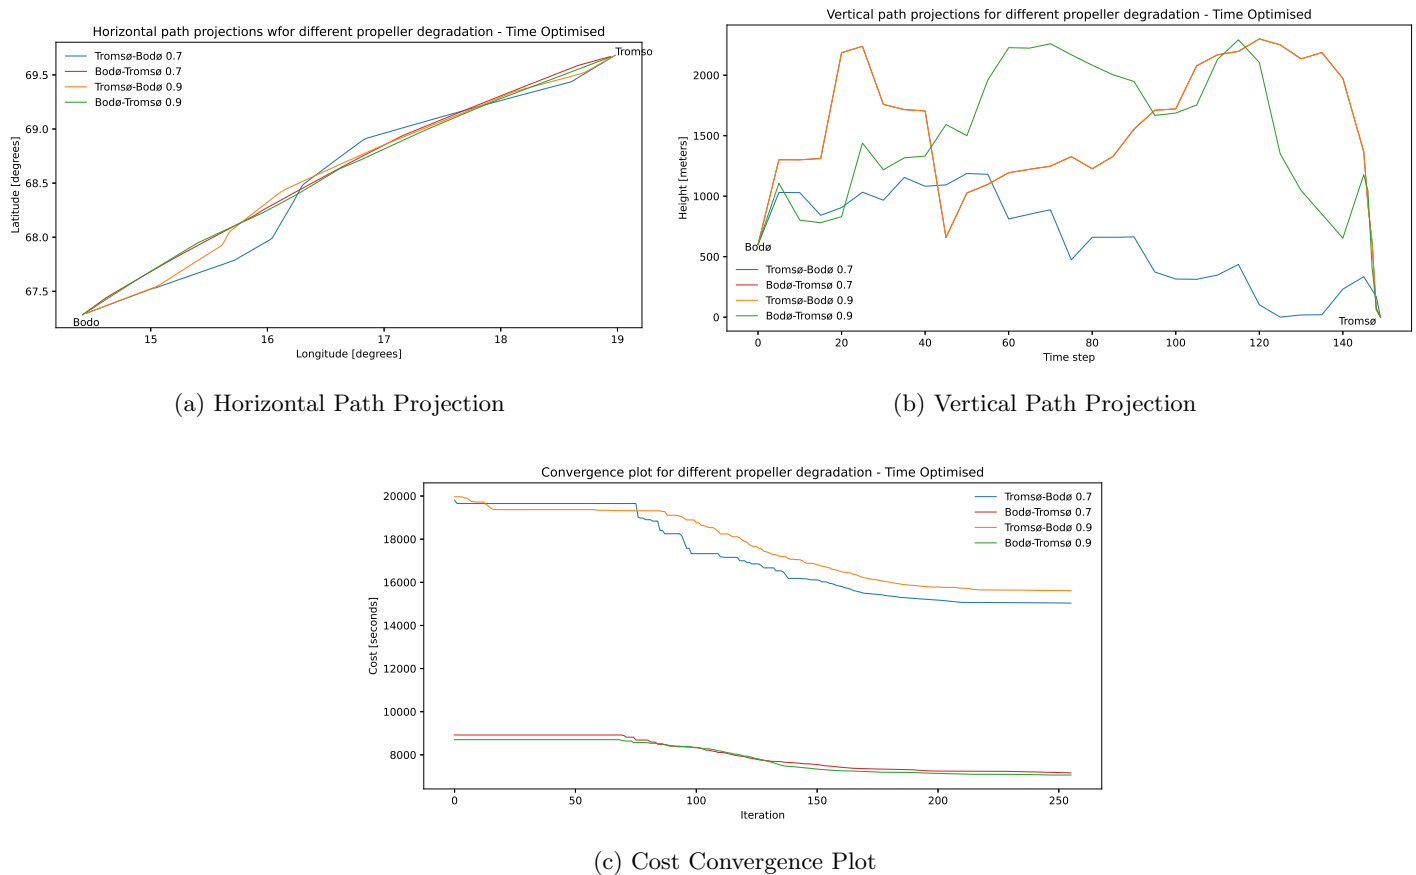 Horizontal path projections wfor different propeller degradation - Time Optimised
Tromsø-Bodø 0.7
Bodø-Tromsø 0.7
Tromsø-Bodø 0.9
Bodø-Tromsø 0.9
Tromso
Bodo
69.5
69.0
68.5
68.0
67.5
Latitude [degrees]
15 16 17 18 19
Longitude [degrees]
(a) Horizontal Path Projection
Vertical path projections for different propeller degradation - Time Optimised
2000
1500
1000
500
0
Height [meters]
Bodø
Tromsø-Bodø 0.7
Bodø-Tromsø 0.7
Tromsø-Bodø 0.9
Bodø-Tromsø 0.9
Tromsø
0 20 40 60 80 100 120 140
Time step
(b) Vertical Path Projection
Convergence plot for different propeller degradation - Time Optimised
20000
18000
16000
14000
12000
10000
8000
Cost [seconds]
Tromsø-Bodø 0.7
Bodø-Tromsø 0.7
Tromsø-Bodø 0.9
Bodø-Tromsø 0.9
0 50 100 150 200 250
Iteration
(c) Cost Convergence Plot